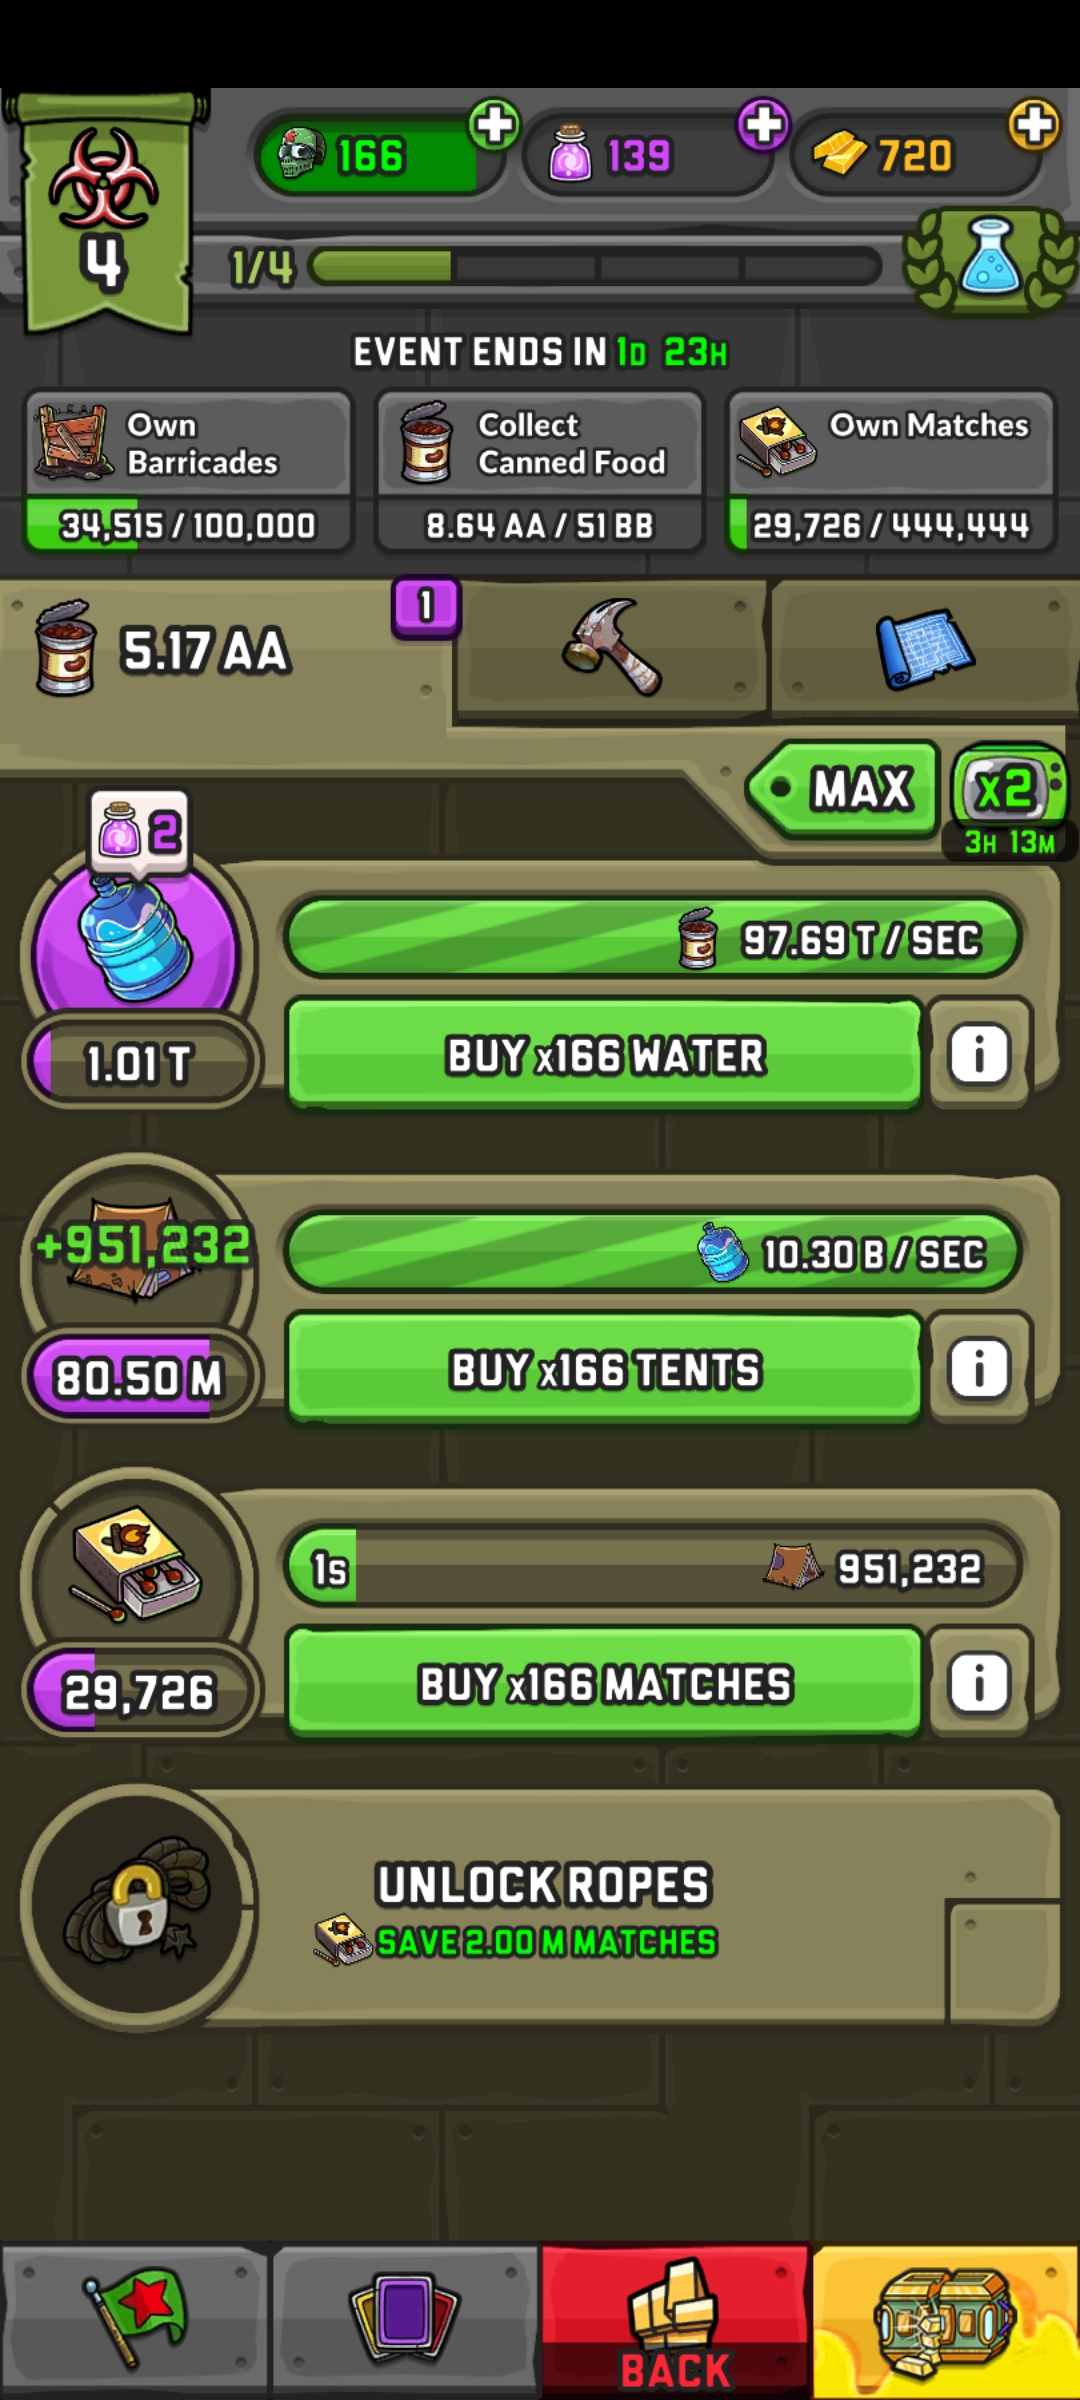 166
139
720
4
1/4
EVENT ENDS IN 1D 23H
Own
Barricades
34,515 / 100,000
Collect
Canned Food
8.64 AA / 51 BB
Own Matches
29,726 / 444,444
5.17 AA
1
MAX
x2
3H 13M
2
97.69 T / SEC
1.01 T
BUY x166 WATER
i
+951,232
10.30 B / SEC
80.50 M
BUY x166 TENTS
i
1s
951,232
29,726
BUY x166 MATCHES
i
UNLOCK ROPES
SAVE 2.00 M MATCHES
BACK